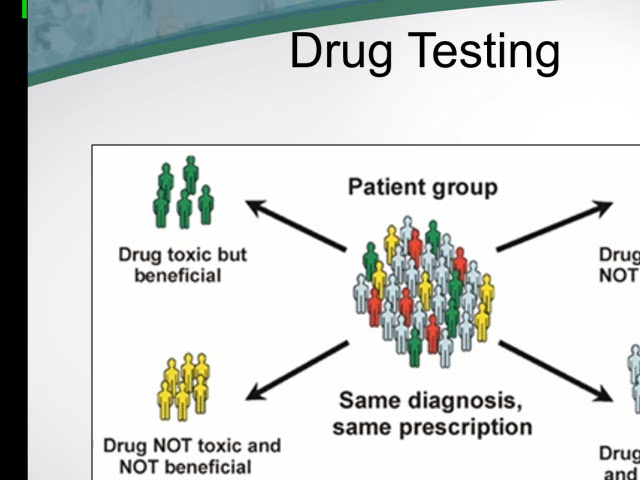 Drug Testing
Patient group
Drug toxic but
beneficial
Drug
NOT
Same diagnosis,
same prescription
Drug NOT toxic and
NOT beneficial
Drug
and